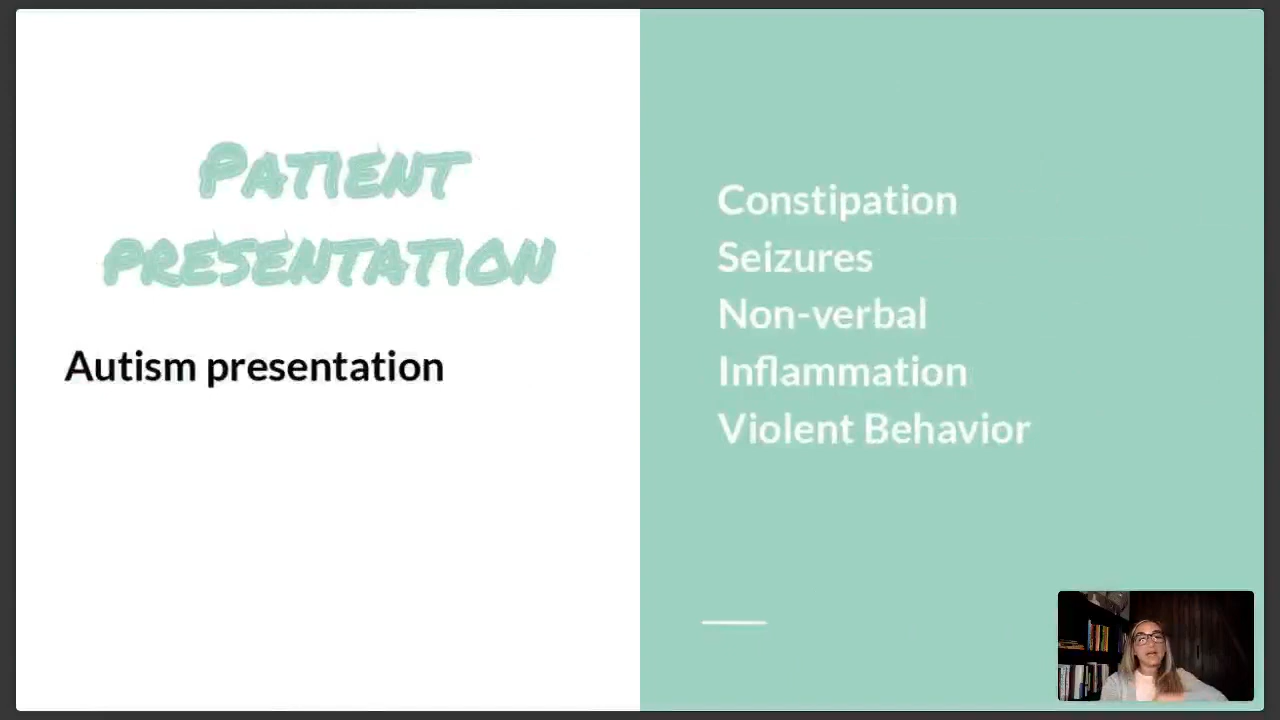 PATIENT
PRESENTATION
Autism presentation
Constipation
Seizures
Non-verbal
Inflammation
Violent Behavior